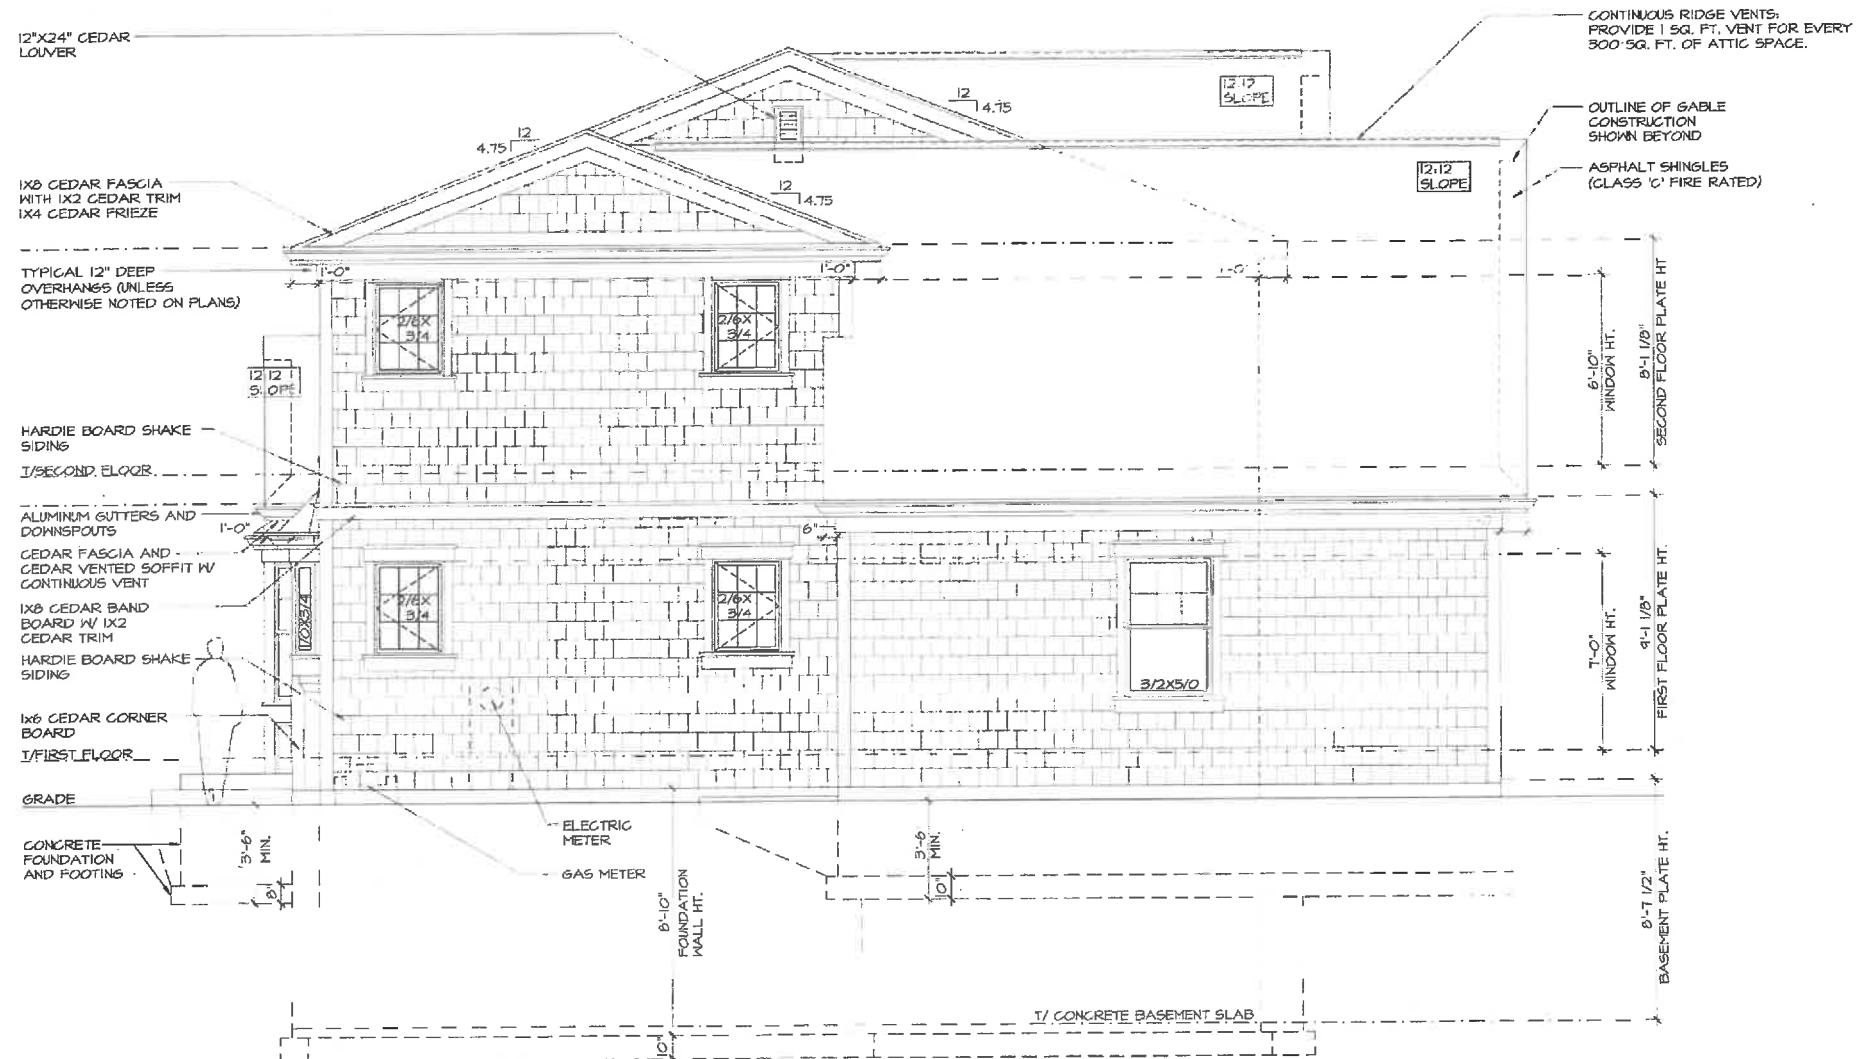 12"X24" CEDAR
LOUVER
CONTINUOUS RIDGE VENTS:
PROVIDE 1 SQ. FT. VENT FOR EVERY
300 SQ. FT. OF ATTIC SPACE.
12:12
SLOPE
12
4.75
OUTLINE OF GABLE
CONSTRUCTION
SHOWN BEYOND
12
4.75
ASPHALT SHINGLES
(CLASS 'C' FIRE RATED)
12:12
SLOPE
1X8 CEDAR FASCIA
WITH 1X2 CEDAR TRIM
1X4 CEDAR FRIEZE
12
4.75
TYPICAL 12" DEEP
OVERHANGS (UNLESS
OTHERWISE NOTED ON PLANS)
1'-0"
1'-0"
1'-0"
2/6X
3/4
2/6X
3/4
6'-10"
WINDOW HT.
8'-1 1/8"
SECOND FLOOR PLATE HT
12 12
SLOPE
HARDIE BOARD SHAKE
SIDING
T/SECOND FLOOR
ALUMINUM GUTTERS AND
DOWNSPOUTS
1'-0"
6"
CEDAR FASCIA AND
CEDAR VENTED SOFFIT W/
CONTINUOUS VENT
1X8 CEDAR BAND
BOARD W/ 1X2
CEDAR TRIM
1/0X3/4
2/6X
3/4
2/6X
3/4
3/2X5/0
7'-0"
WINDOW HT.
9'-1 1/8"
FIRST FLOOR PLATE HT.
HARDIE BOARD SHAKE
SIDING
1x6 CEDAR CORNER
BOARD
T/FIRST FLOOR
GRADE
CONCRETE
FOUNDATION
AND FOOTING
3'-6"
MIN.
8"
ELECTRIC
METER
GAS METER
8'-10"
FOUNDATION
WALL HT.
3'-6
MIN.
10"
8'-7 1/2"
BASEMENT PLATE HT.
T/ CONCRETE BASEMENT SLAB
10"